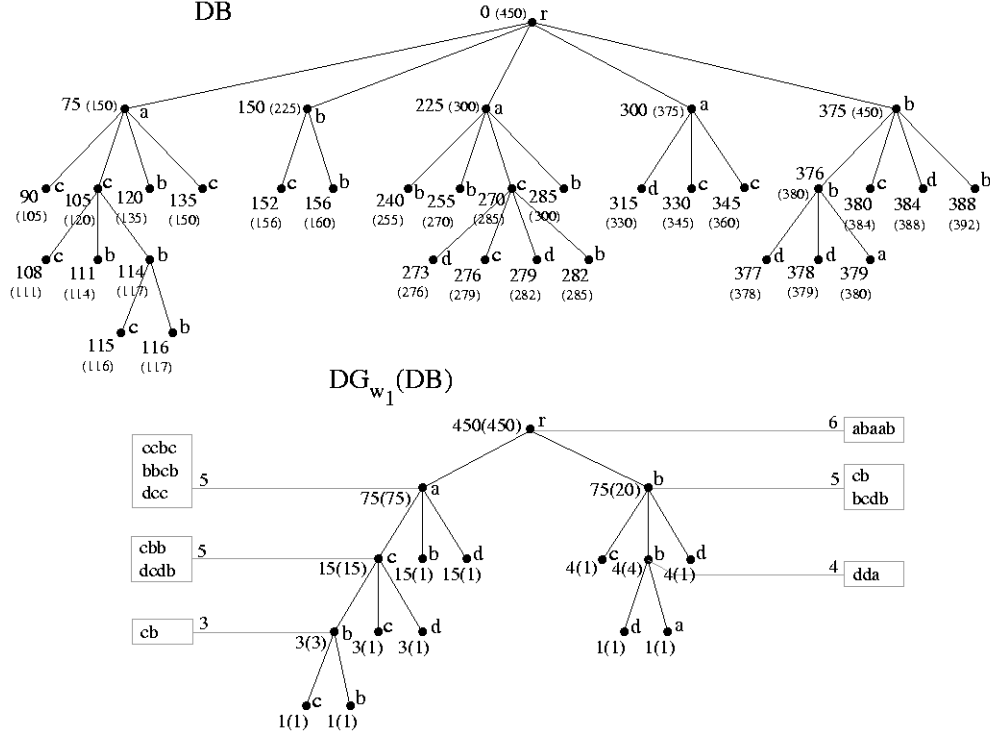 DB
0 (450) r
75 (150) a
150 (225) b
225 (300) a
300 (375) a
375 (450) b
90 c
105 c
120 b
135 c
152 c
156 b
240 b
255 b
270 c
285 b
315 d
330 c
345 c
376 b
380 c
384 d
388 b
(105)
(120)
(135)
(150)
(156)
(160)
(255)
(270)
(285)
(300)
(330)
(345)
(360)
(380)
(384)
(388)
(392)
108 c
111 b
114 b
273 d
276 c
279 d
282 b
377 d
378 d
379 a
(111)
(114)
(117)
(276)
(279)
(282)
(285)
(378)
(379)
(380)
115 c
116 b
(116)
(117)
DGw1(DB)
450(450) r
6 abaab
ccbc
bbcb
dcc
5
75(75) a
75(20) b
5
cb
bcdb
cbb
dcdb
5
15(15) c
15(1) b
15(1) d
4(1) c
4(4) b
4(1) d
4
dda
cb
3
3(3) b
3(1) c
3(1) d
1(1) d
1(1) a
1(1) c
1(1) b